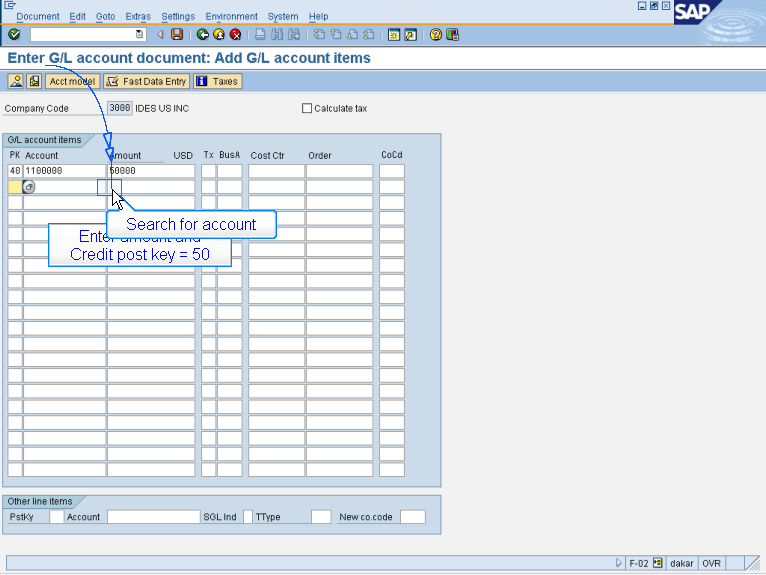 Document Edit Goto Extras Settings Environment System Help
SAP
Enter G/L account document: Add G/L account items
Acct model Fast Data Entry Taxes
Company Code 3000 IDES US INC Calculate tax
G/L account items
PK Account Amount USD Tx BusA Cost Ctr Order CoCd
40 1100000 50000
Search for account
Enter amount and
Credit post key = 50
Other line items
PstKy Account SGL Ind TType New co.code
F-02 dakar OVR